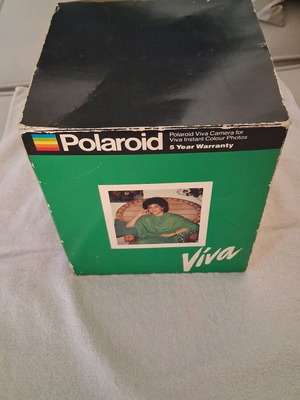 Polaroid
Polaroid Viva Camera for
Viva Instant Colour Photos
5 Year Warranty
Viva